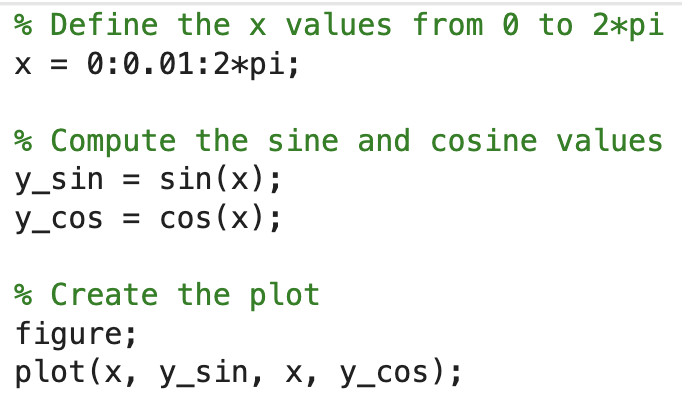 % Define the x values from 0 to 2*pi
x = 0:0.01:2*pi;
% Compute the sine and cosine values
y_sin = sin(x);
y_cos = cos(x);
% Create the plot
figure;
plot(x, y_sin, x, y_cos);